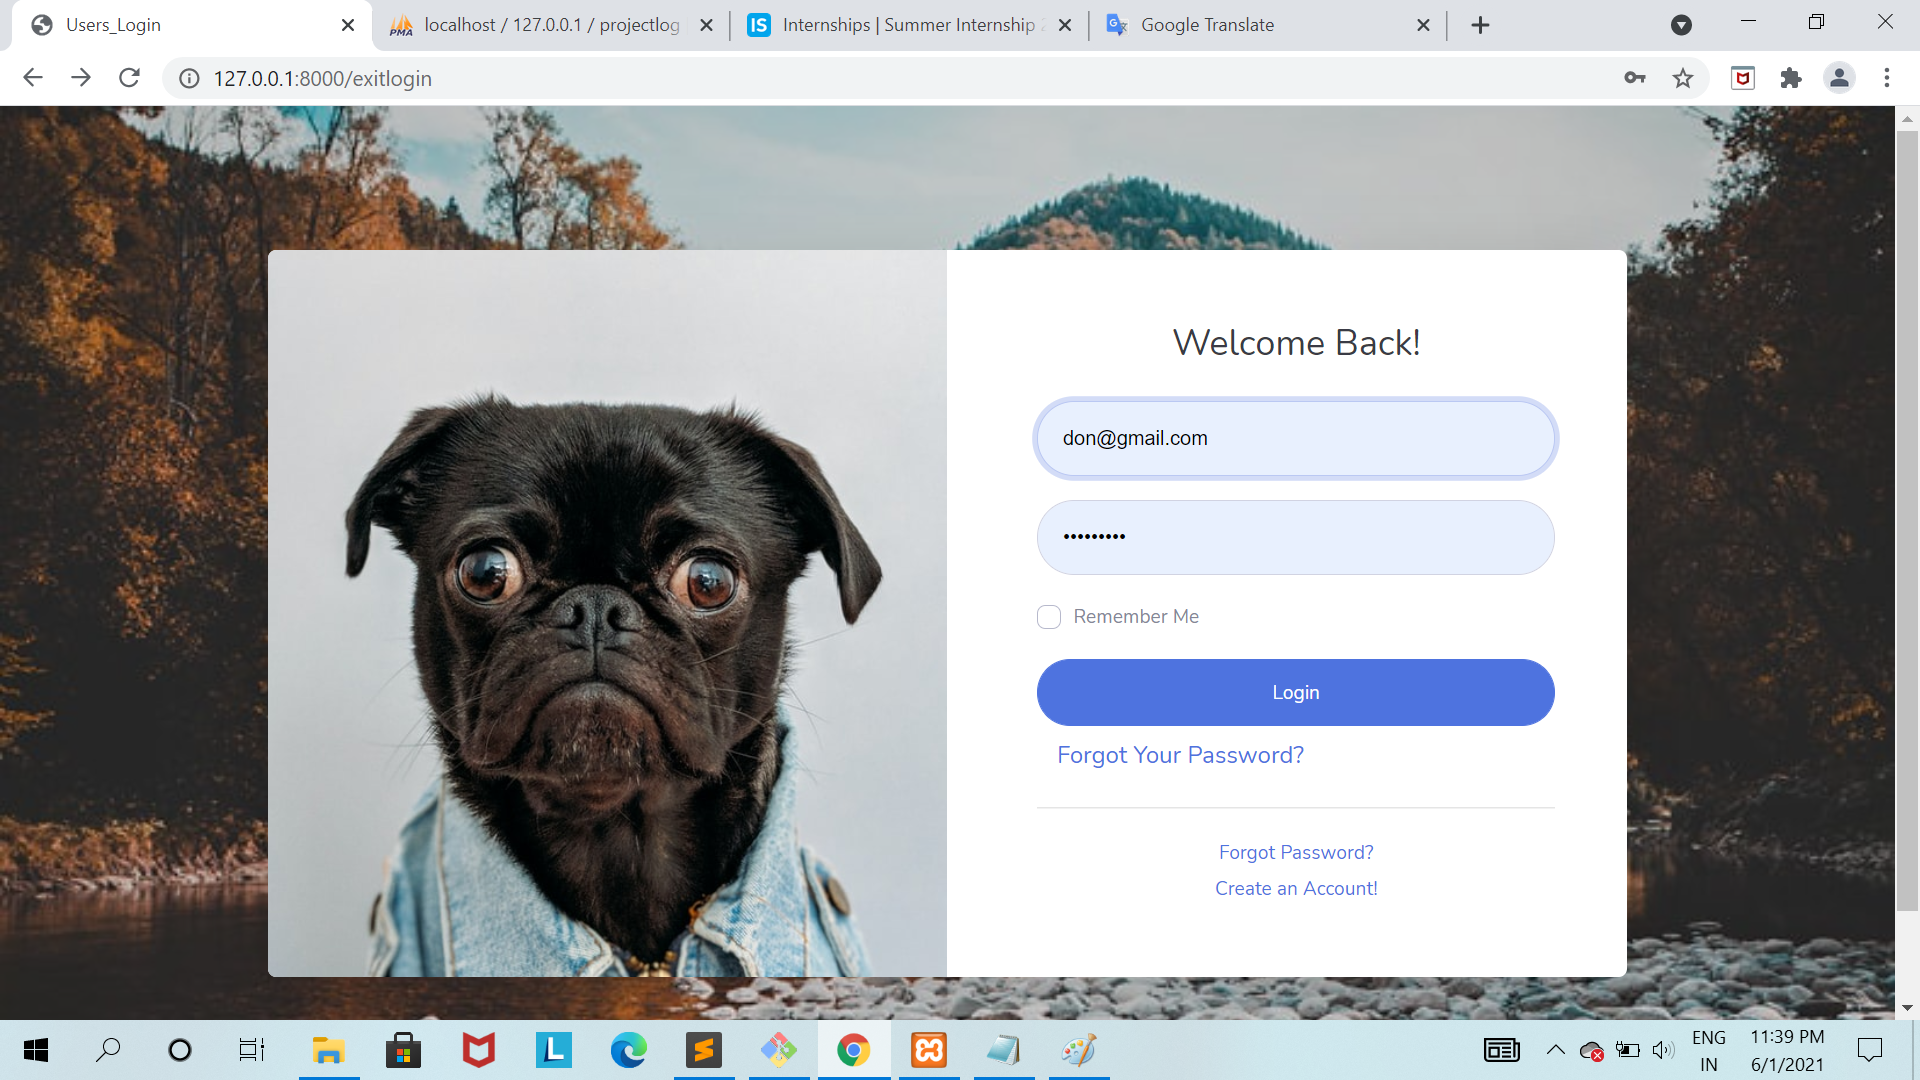 Users_Login
localhost / 127.0.0.1 / projectlog
Internships | Summer Internship 2
Google Translate
127.0.0.1:8000/exitlogin
Welcome Back!
don@gmail.com
•••••••••
Remember Me
Login
Forgot Your Password?
Forgot Password?
Create an Account!
ENG
IN
11:39 PM
6/1/2021